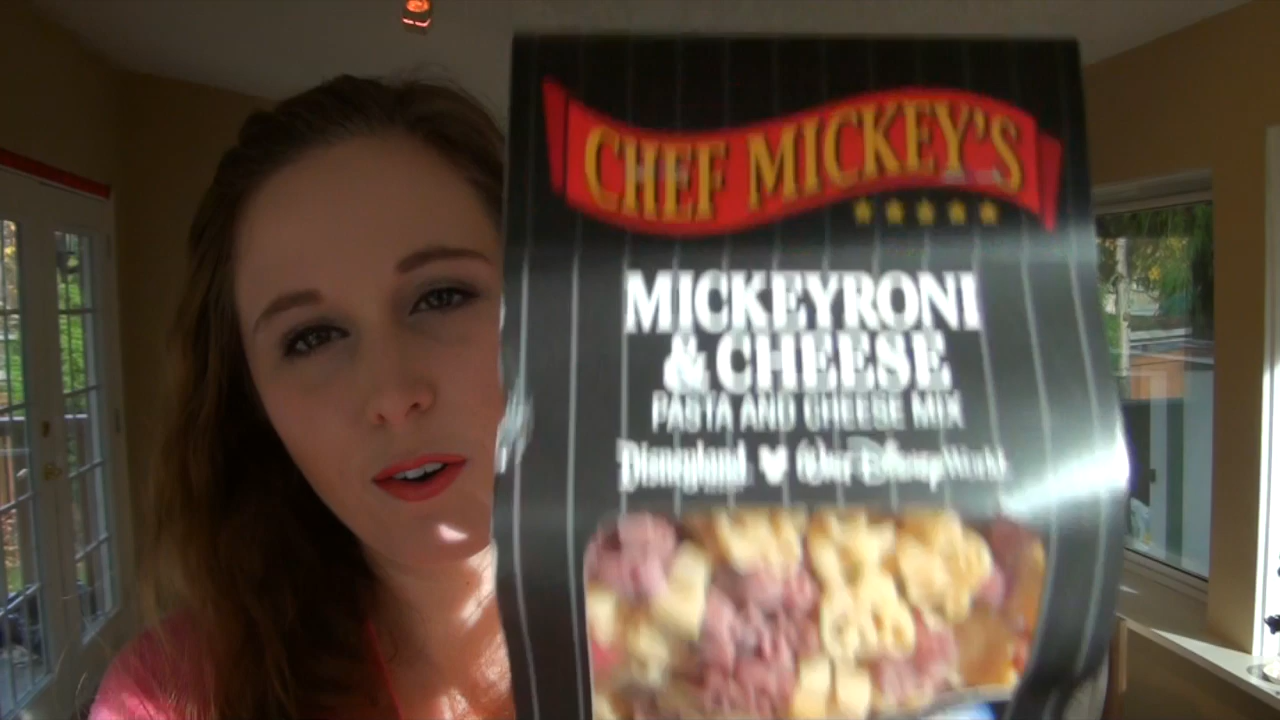 CHEF MICKEY'S
MICKEYRONI
& CHEESE
PASTA AND CHEESE MIX
Disneyland Walt Disney World